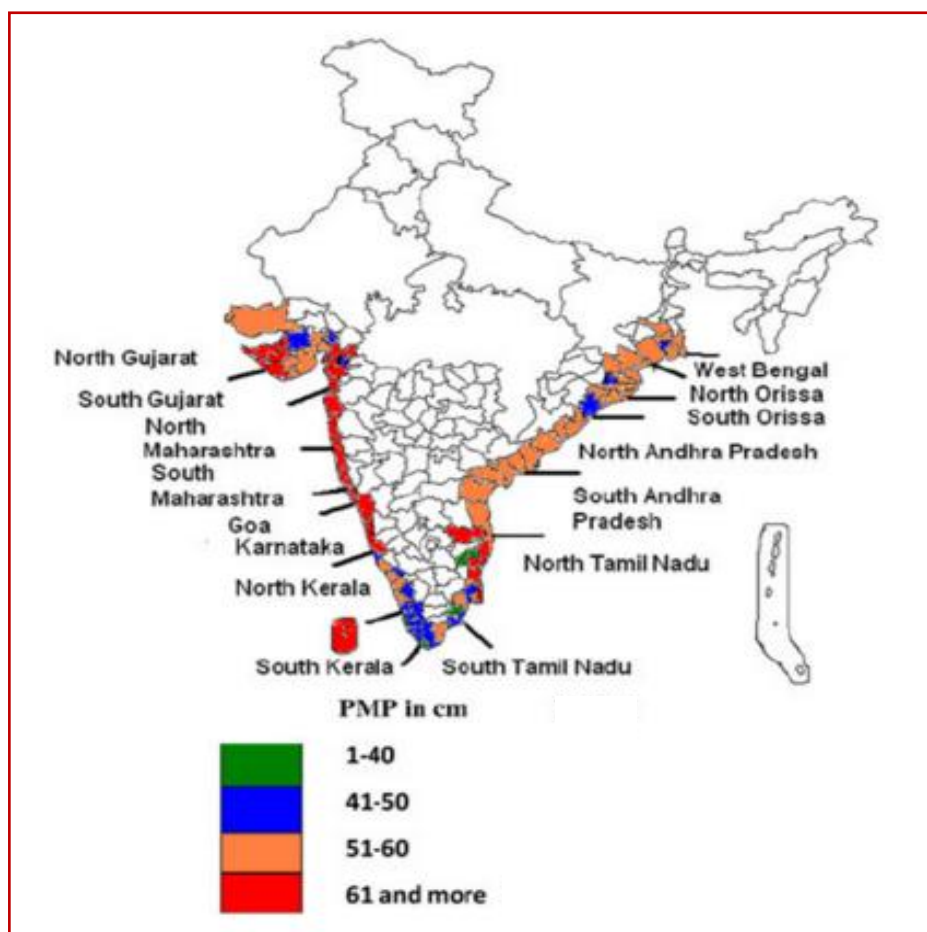 North Gujarat
South Gujarat
North
Maharashtra
South
Maharashtra
Goa
Karnataka
North Kerala
South Kerala
South Tamil Nadu
West Bengal
North Orissa
South Orissa
North Andhra Pradesh
South Andhra
Pradesh
North Tamil Nadu
PMP in cm
1-40
41-50
51-60
61 and more